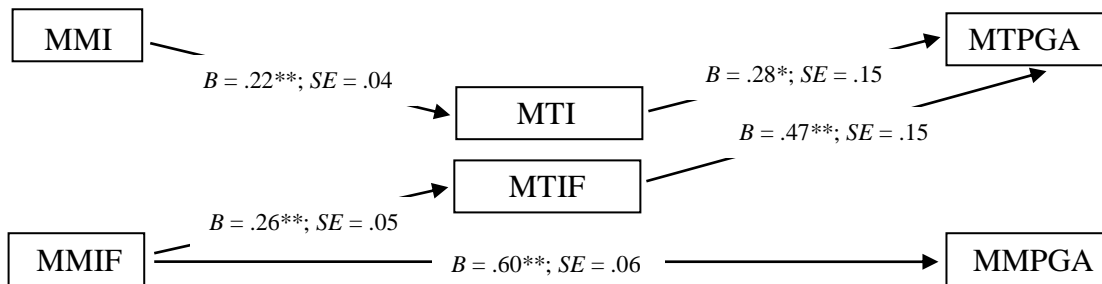 MMI
MTPGA
B = .22**; SE = .04
B = .28*; SE = .15
MTI
B = .47**; SE = .15
MTIF
B = .26**; SE = .05
MMIF
B = .60**; SE = .06
MMPGA